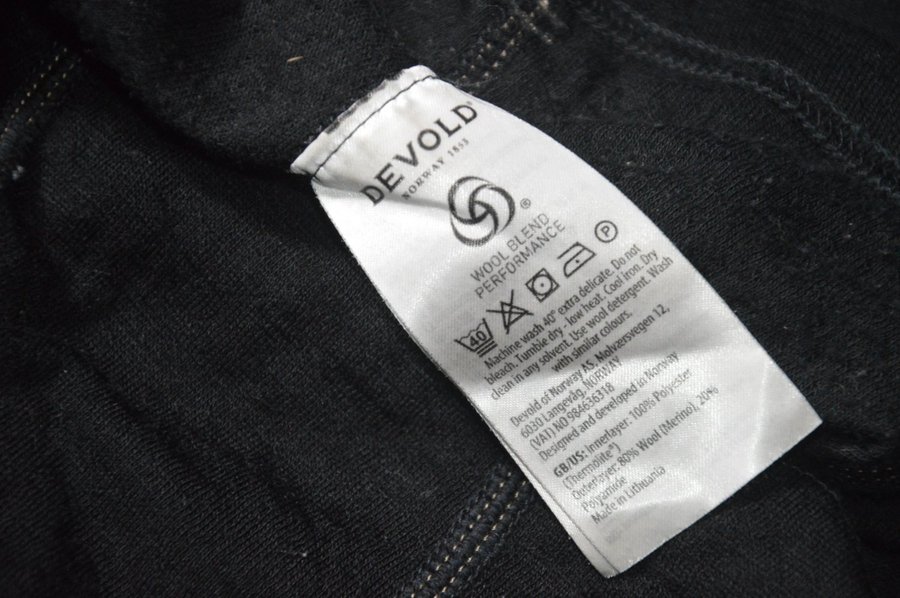 DEVOLD®
NORWAY 1853
®
WOOL BLEND
PERFORMANCE
40
P
Machine wash 40° extra delicate. Do not
bleach. Tumble dry - low heat. Cool iron. Dry
clean in any solvent. Use wool detergent. Wash
with similar colours.
Devold of Norway AS, Molværsvegen 12,
6030 Langevåg, NORWAY
(VAT) NO 984636318
Designed and developed in Norway
GB/US: Innerlayer: 100% Polyester
(Thermolite®)
Outerlayer: 80% Wool (Merino), 20%
Polyamide
Made in Lithuania